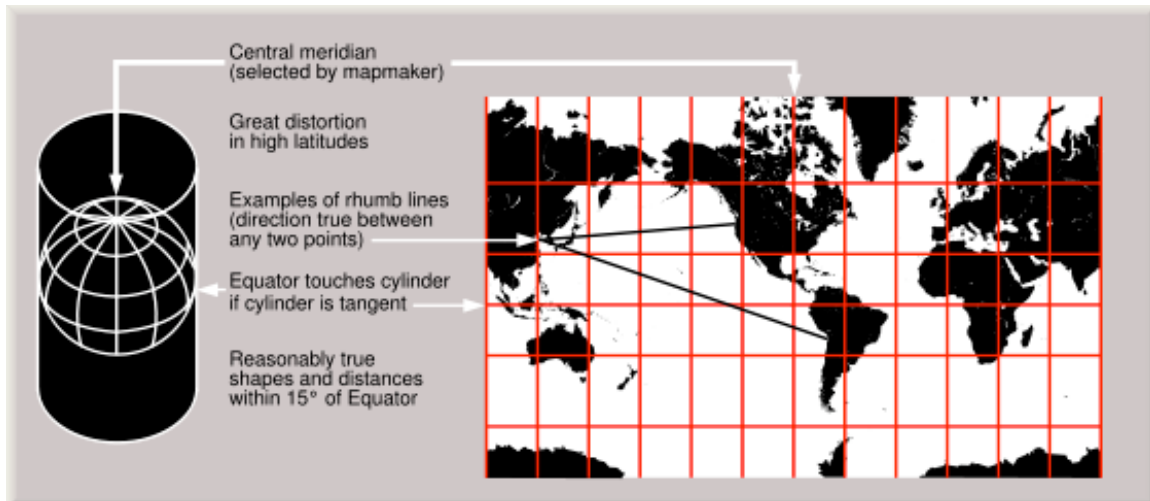 Central meridian
(selected by mapmaker)
Great distortion
in high latitudes
Examples of rhumb lines
(direction true between
any two points)
Equator touches cylinder
if cylinder is tangent
Reasonably true
shapes and distances
within 15° of Equator